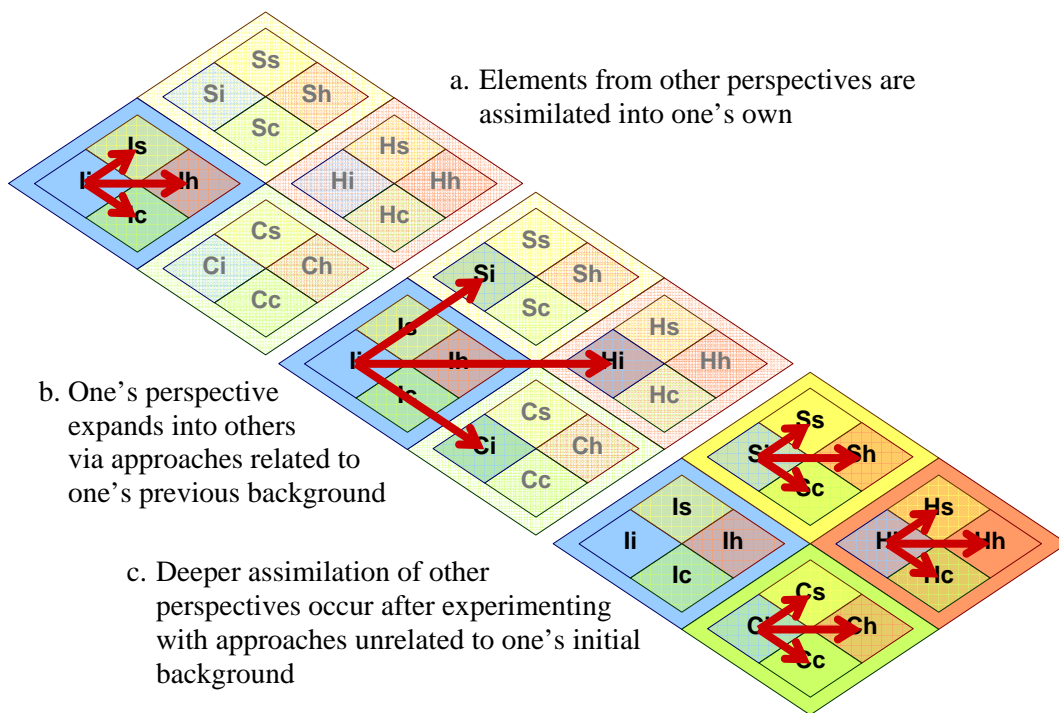 Ss
Si Sh
Sc
a. Elements from other perspectives are
assimilated into one’s own
Is
Ii Ih
Ic
Hs
Hi Hh
Hc
Cs
Ci Ch
Cc
Ss
Si Sh
Sc
Is
Ii Ih
Ic
Hs
Hi Hh
Hc
Cs
Ci Ch
Cc
b. One’s perspective
expands into others
via approaches related to
one’s previous background
Ss
Si Sh
Sc
Is
Ii Ih
Ic
Hs
Hi Hh
Hc
Cs
Ci Ch
Cc
c. Deeper assimilation of other
perspectives occur after experimenting
with approaches unrelated to one’s initial
background